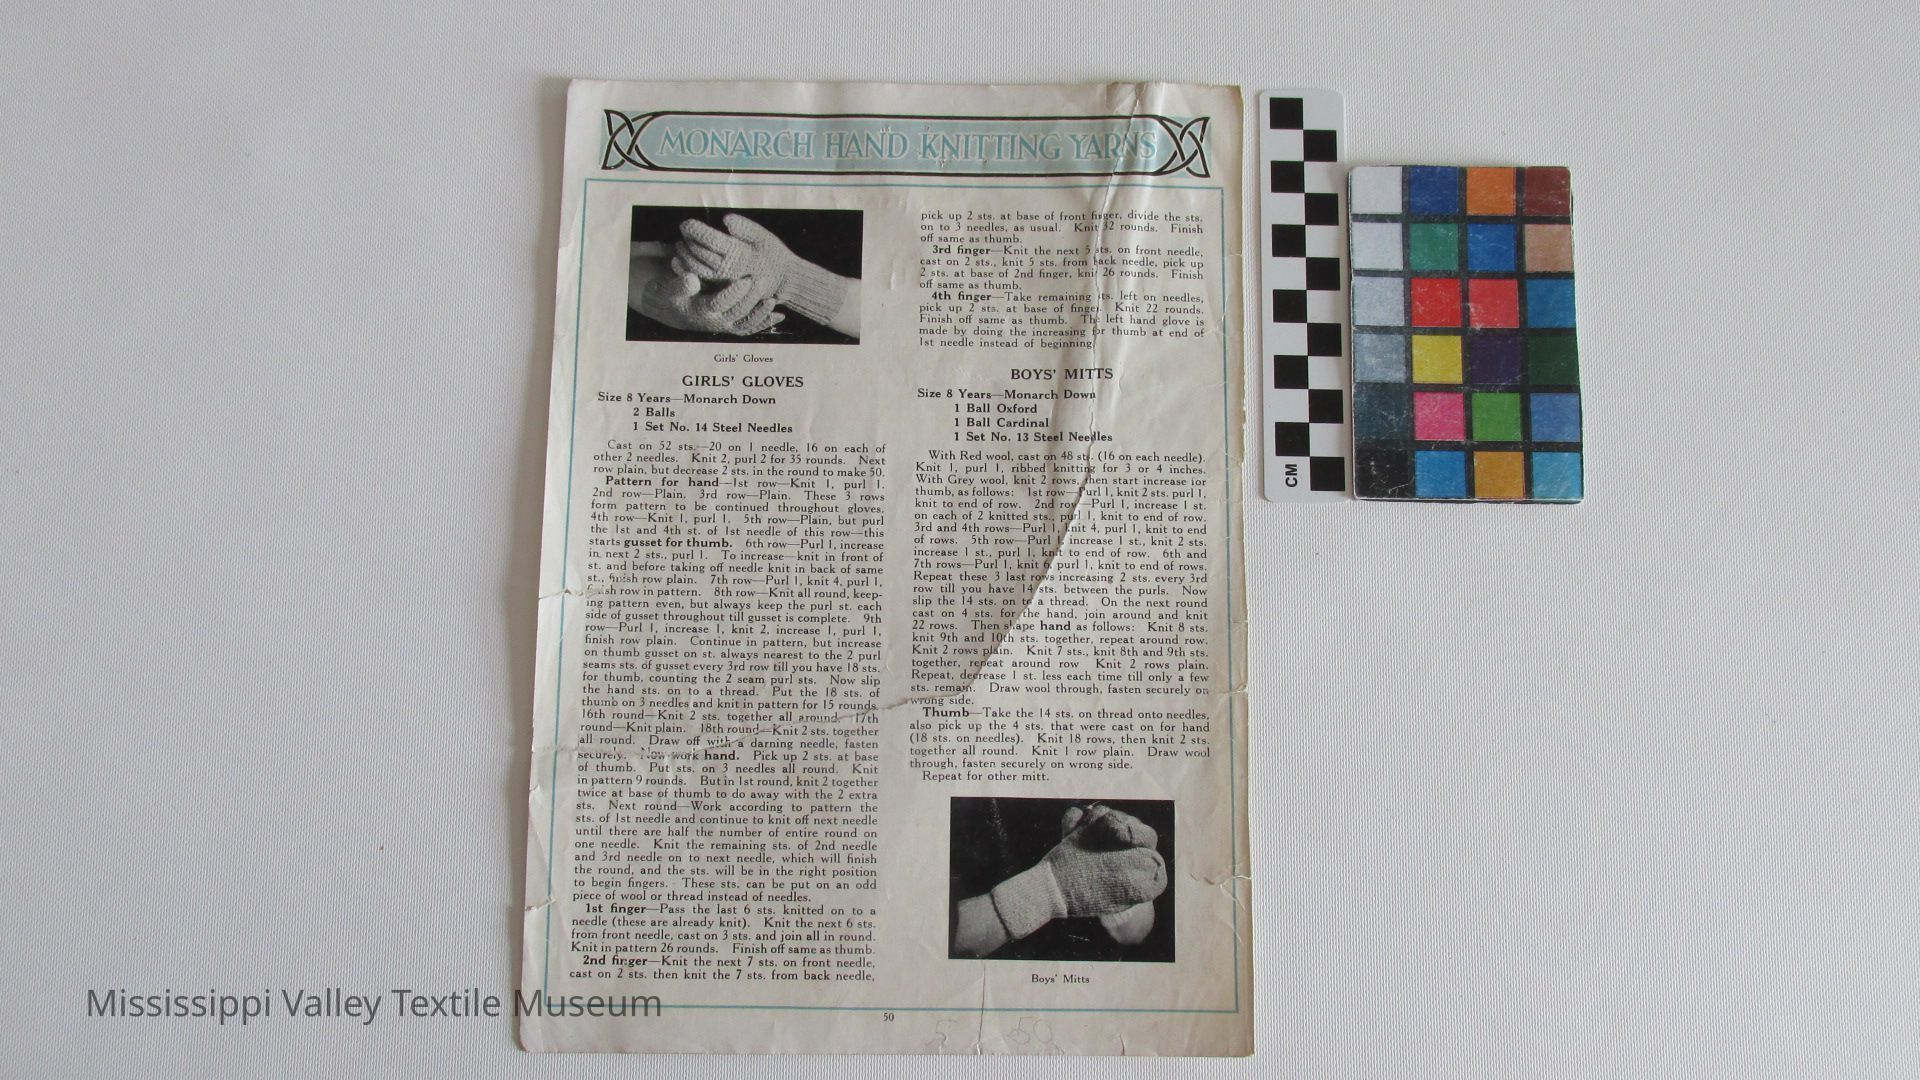 MONARCH HAND KNITTING YARNS
Girls' Gloves
GIRLS' GLOVES
Size 8 Years—Monarch Down
2 Balls
1 Set No. 14 Steel Needles
Cast on 52 sts.—20 on 1 needle, 16 on each of
other 2 needles. Knit 2, purl 2 for 35 rounds. Next
row plain, but decrease 2 sts. in the round to make 50.
Pattern for hand—1st row—Knit 1, purl 1.
2nd row—Plain. 3rd row—Plain. These 3 rows
form pattern to be continued throughout gloves.
4th row—Knit 1, purl 1. 5th row—Plain, but purl
the 1st and 4th st. of 1st needle of this row—this
starts gusset for thumb. 6th row—Purl 1, increase
in next 2 sts., purl 1. To increase—knit in front of
st. and before taking off needle knit in back of same
st., finish row plain. 7th row—Purl 1, knit 4, purl 1,
finish row in pattern. 8th row—Knit all round, keep-
ing pattern even, but always keep the purl st. each
side of gusset throughout till gusset is complete. 9th
row—Purl 1, increase 1, knit 2, increase 1, purl 1,
finish row plain. Continue in pattern, but increase
on thumb gusset on st. always nearest to the 2 purl
seams sts. of gusset every 3rd row till you have 18 sts.
for thumb, counting the 2 seam purl sts. Now slip
the hand sts. on to a thread. Put the 18 sts. of
thumb on 3 needles and knit in pattern for 15 rounds.
16th round—Knit 2 sts. together all around. 17th
round—Knit plain. 18th round—Knit 2 sts. together
all round. Draw off with a darning needle, fasten
securely. Now work hand. Pick up 2 sts. at base
of thumb. Put sts. on 3 needles all round. Knit
in pattern 9 rounds. But in 1st round, knit 2 together
twice at base of thumb to do away with the 2 extra
sts. Next round—Work according to pattern the
sts. of 1st needle and continue to knit off next needle
until there are half the number of entire round on
one needle. Knit the remaining sts. of 2nd needle
and 3rd needle on to next needle, which will finish
the round, and the sts. will be in the right position
to begin fingers. These sts. can be put on an odd
piece of wool or thread instead of needles.
1st finger—Pass the last 6 sts. knitted on to a
needle (these are already knit). Knit the next 6 sts.
from front needle, cast on 3 sts. and join all in round.
Knit in pattern 26 rounds. Finish off same as thumb.
2nd finger—Knit the next 7 sts. on front needle,
cast on 2 sts. then knit the 7 sts. from back needle,
pick up 2 sts. at base of front finger, divide the sts.
on to 3 needles, as usual. Knit 32 rounds. Finish
off same as thumb.
3rd finger—Knit the next 5 sts. on front needle,
cast on 2 sts., knit 5 sts. from back needle, pick up
2 sts. at base of 2nd finger, knit 26 rounds. Finish
off same as thumb.
4th finger—Take remaining sts. left on needles,
pick up 2 sts. at base of finger. Knit 22 rounds.
Finish off same as thumb. The left hand glove is
made by doing the increasing for thumb at end of
1st needle instead of beginning.
BOYS' MITTS
Size 8 Years—Monarch Down
1 Ball Oxford
1 Ball Cardinal
1 Set No. 13 Steel Needles
With Red wool, cast on 48 sts. (16 on each needle).
Knit 1, purl 1, ribbed knitting for 3 or 4 inches.
With Grey wool, knit 2 rows, then start increase for
thumb, as follows: 1st row—Purl 1, knit 2 sts. purl 1,
knit to end of row. 2nd row—Purl 1, increase 1 st.
on each of 2 knitted sts., purl 1, knit to end of row.
3rd and 4th rows—Purl 1, knit 4, purl 1, knit to end
of rows. 5th row—Purl 1, increase 1 st., knit 2 sts.
increase 1 st., purl 1, knit to end of row. 6th and
7th rows—Purl 1, knit 6, purl 1, knit to end of rows.
Repeat these 3 last rows increasing 2 sts. every 3rd
row till you have 14 sts. between the purls. Now
slip the 14 sts. on to a thread. On the next round
cast on 4 sts. for the hand, join around and knit
22 rows. Then shape hand as follows: Knit 8 sts.
knit 9th and 10th sts. together, repeat around row.
Knit 2 rows plain. Knit 7 sts., knit 8th and 9th sts.
together, repeat around row Knit 2 rows plain.
Repeat, decrease 1 st. less each time till only a few
sts. remain. Draw wool through, fasten securely on
wrong side.
Thumb—Take the 14 sts. on thread onto needles,
also pick up the 4 sts. that were cast on for hand
(18 sts. on needles). Knit 18 rows, then knit 2 sts.
together all round. Knit 1 row plain. Draw wool
through, fasten securely on wrong side.
Repeat for other mitt.
Boys' Mitts
50
CM
Mississippi Valley Textile Museum